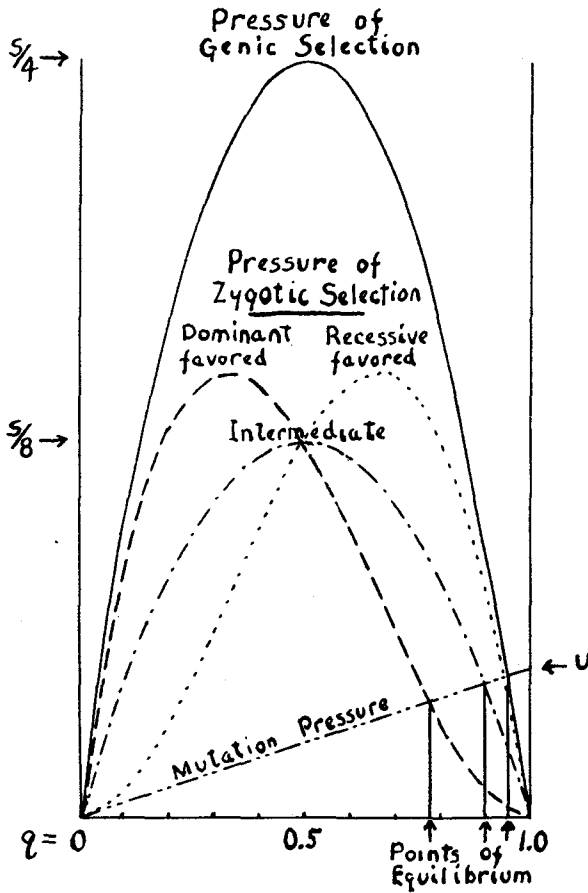 Pressure of
Genic Selection
S/4 →
Pressure of
Zygotic Selection
Dominant
favored
Recessive
favored
S/8 →
Intermediate
← u
Mutation Pressure
q = 0 0.5 1.0
Points of
Equilibrium